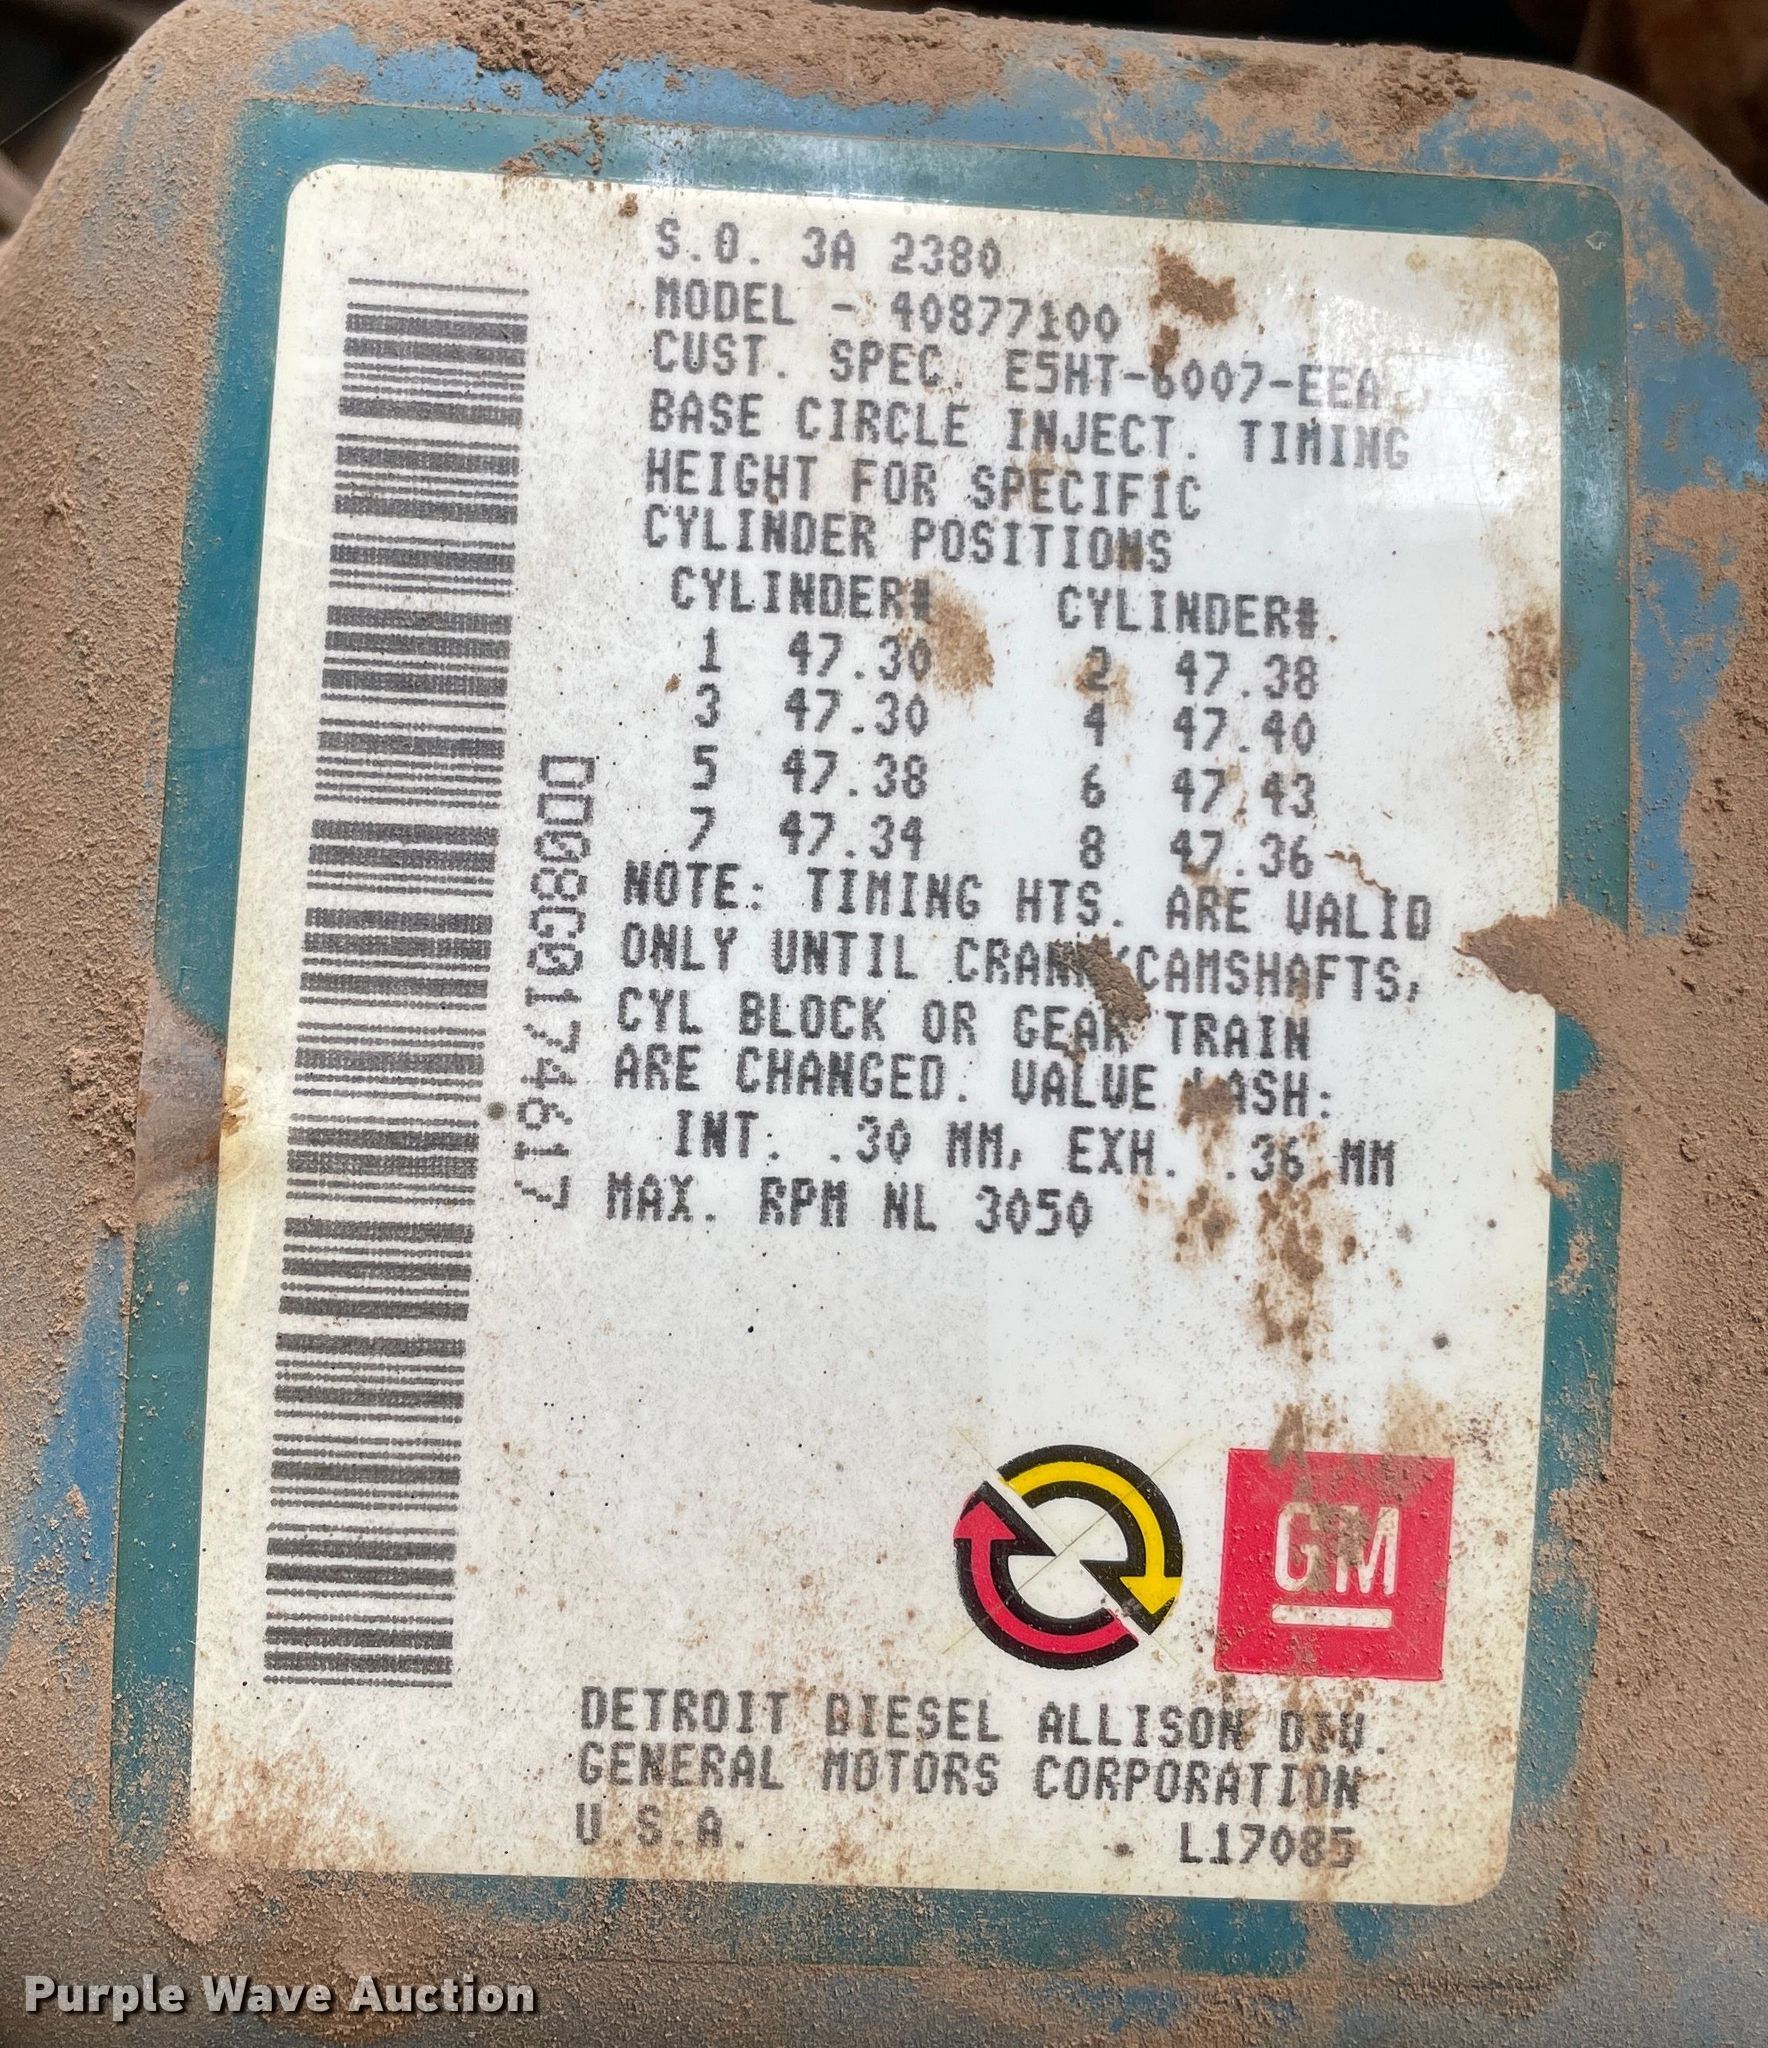 S.O. 3A 2380
MODEL - 40877100
CUST. SPEC. E5HT-6007-EEA
BASE CIRCLE INJECT. TIMING
HEIGHT FOR SPECIFIC
CYLINDER POSITIONS
CYLINDER# CYLINDER#
1 47.30 2 47.38
3 47.30 4 47.40
5 47.38 6 47.43
7 47.34 8 47.36
NOTE: TIMING HTS. ARE VALID
ONLY UNTIL CRANK/CAMSHAFTS,
CYL BLOCK OR GEAR TRAIN
ARE CHANGED. VALVE LASH:
INT. .30 MM, EXH. .36 MM
MAX. RPM NL 3050
DD08G0174617
GM
DETROIT DIESEL ALLISON DIV.
GENERAL MOTORS CORPORATION
U.S.A. L17085
Purple Wave Auction